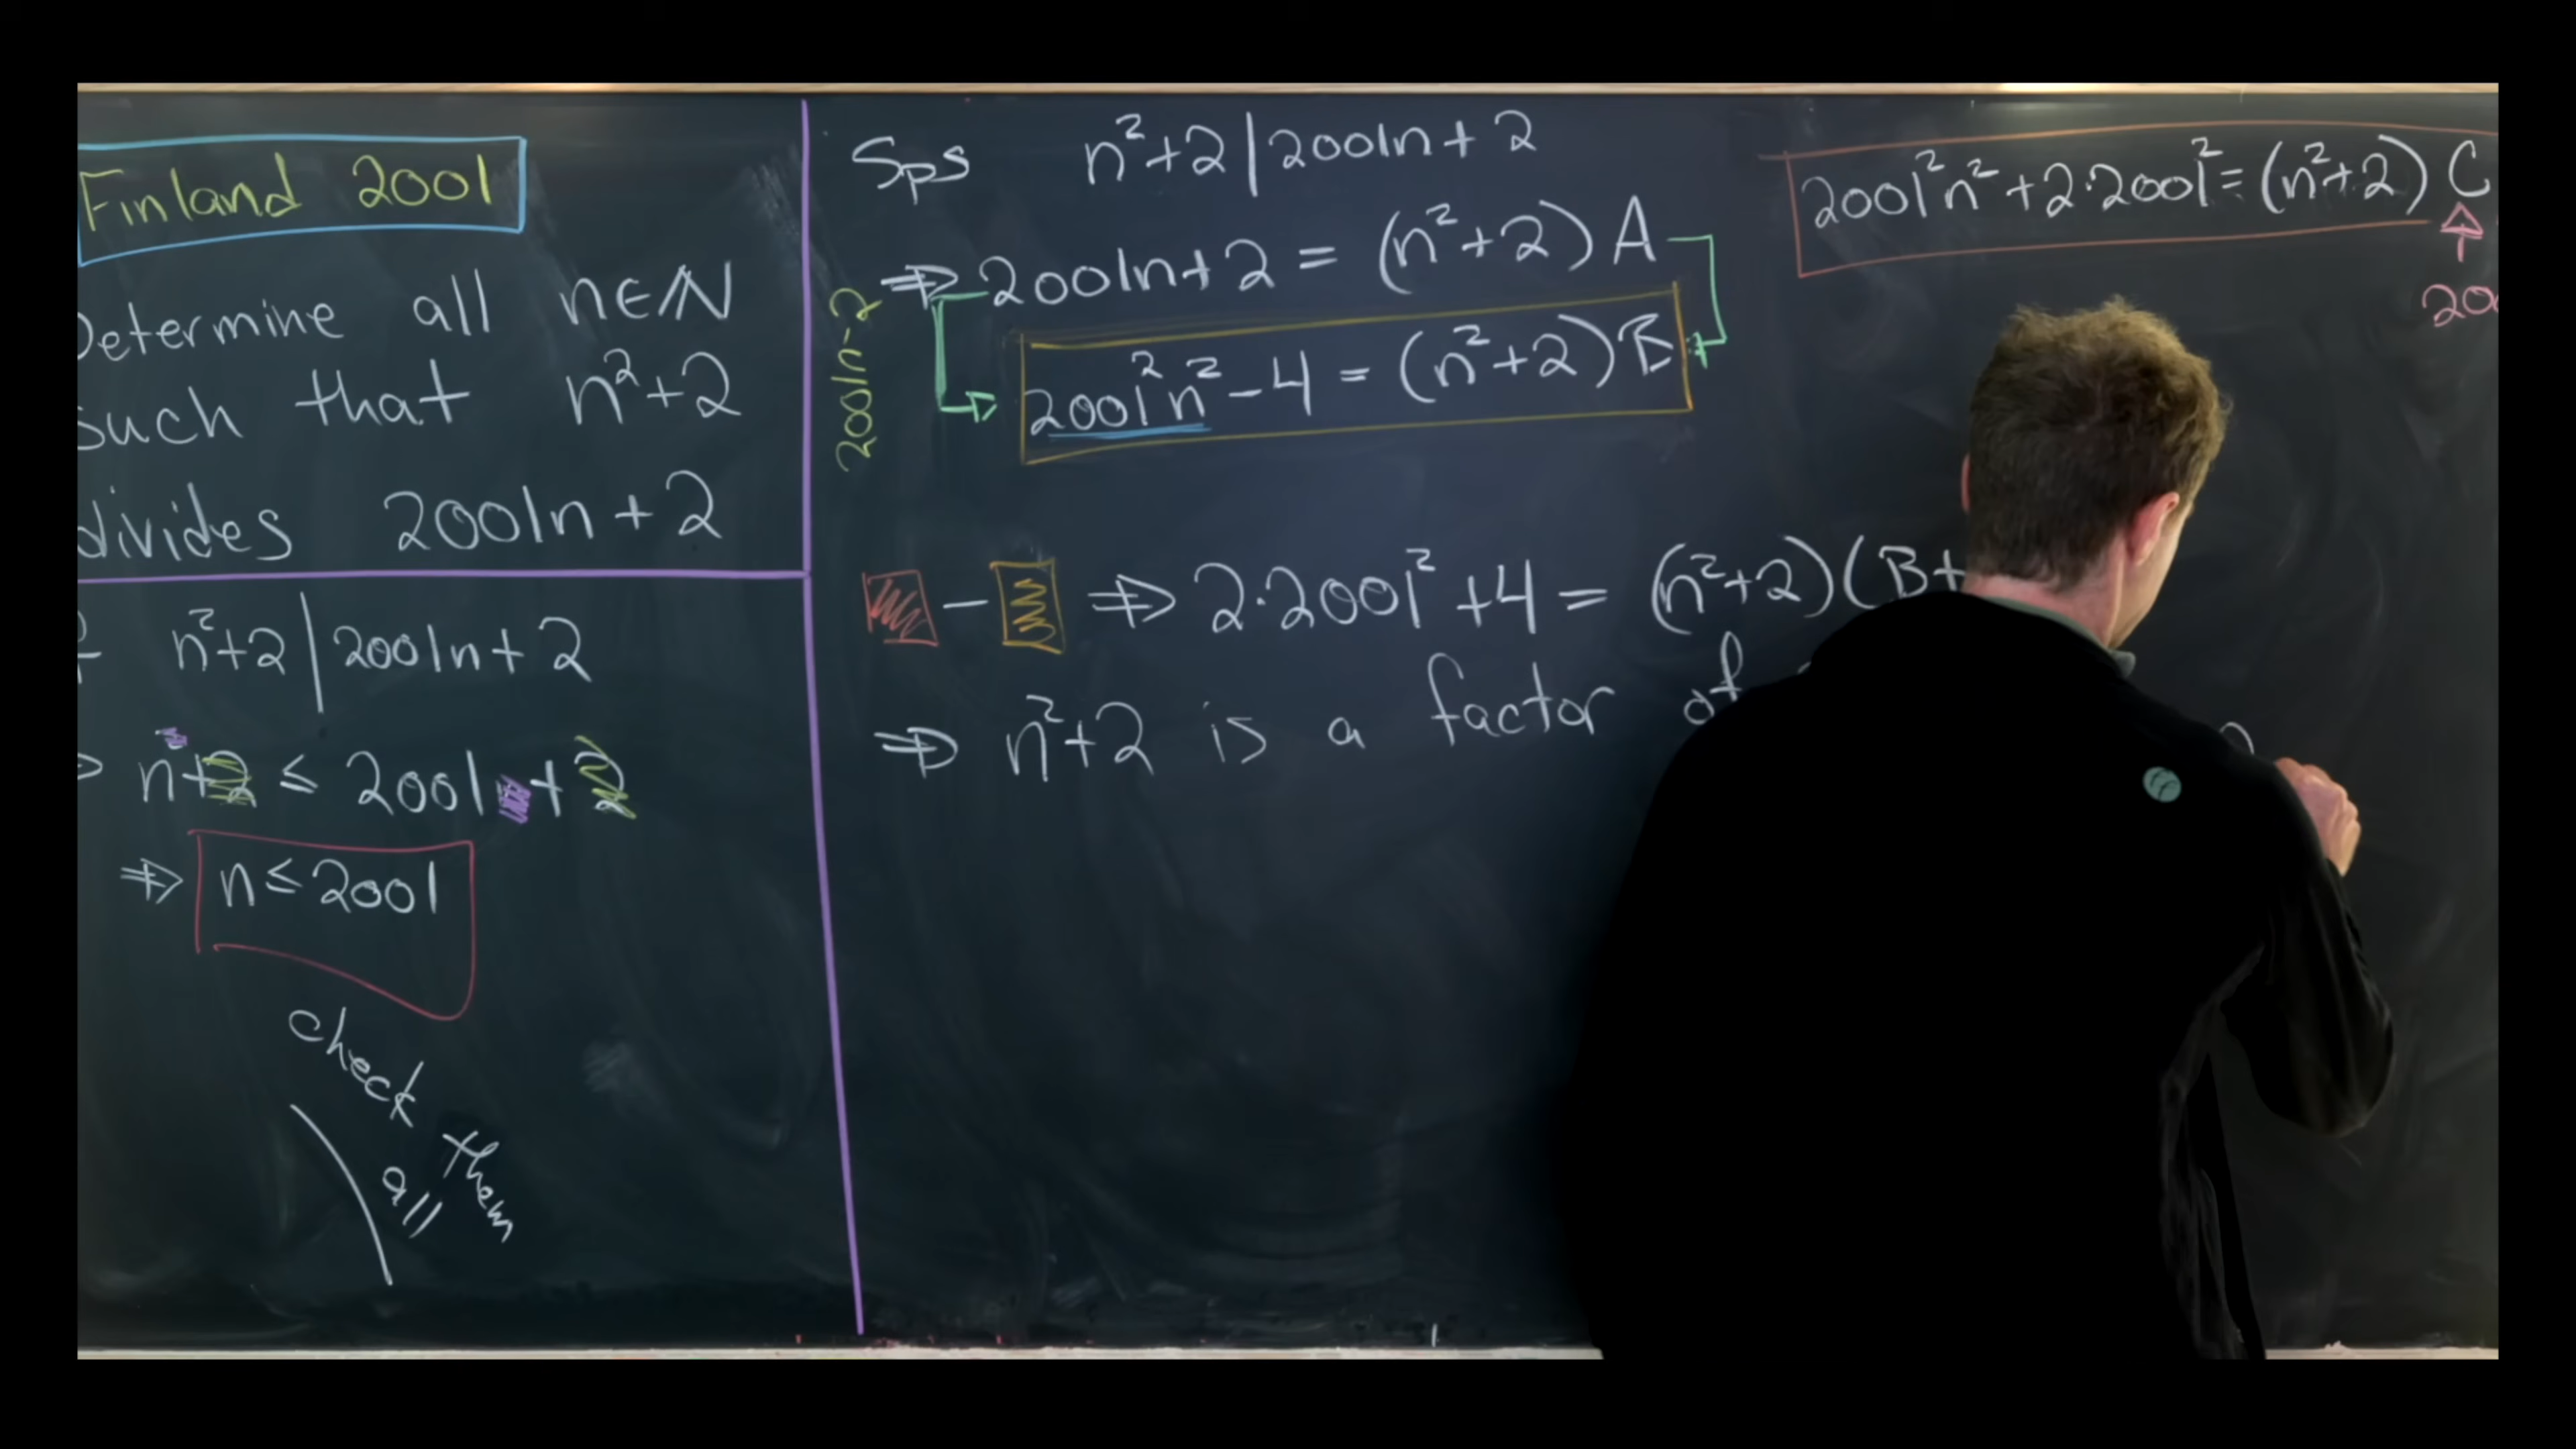 Finland 2001
Determine all n∈ℕ
such that n²+2
divides 2001n+2
n²+2 | 2001n+2
n²+2 ≤ 2001n+2
⇒ n≤2001
check them
all
Sps n²+2 | 2001n+2
⇒ 2001n+2 = (n²+2)A
2001n-2
2001²n²-4 = (n²+2)B
2001²n²+2·2001² = (n²+2)C
− ⇒ 2·2001²+4 = (n²+2)(B+
⇒ n²+2 is a factor of